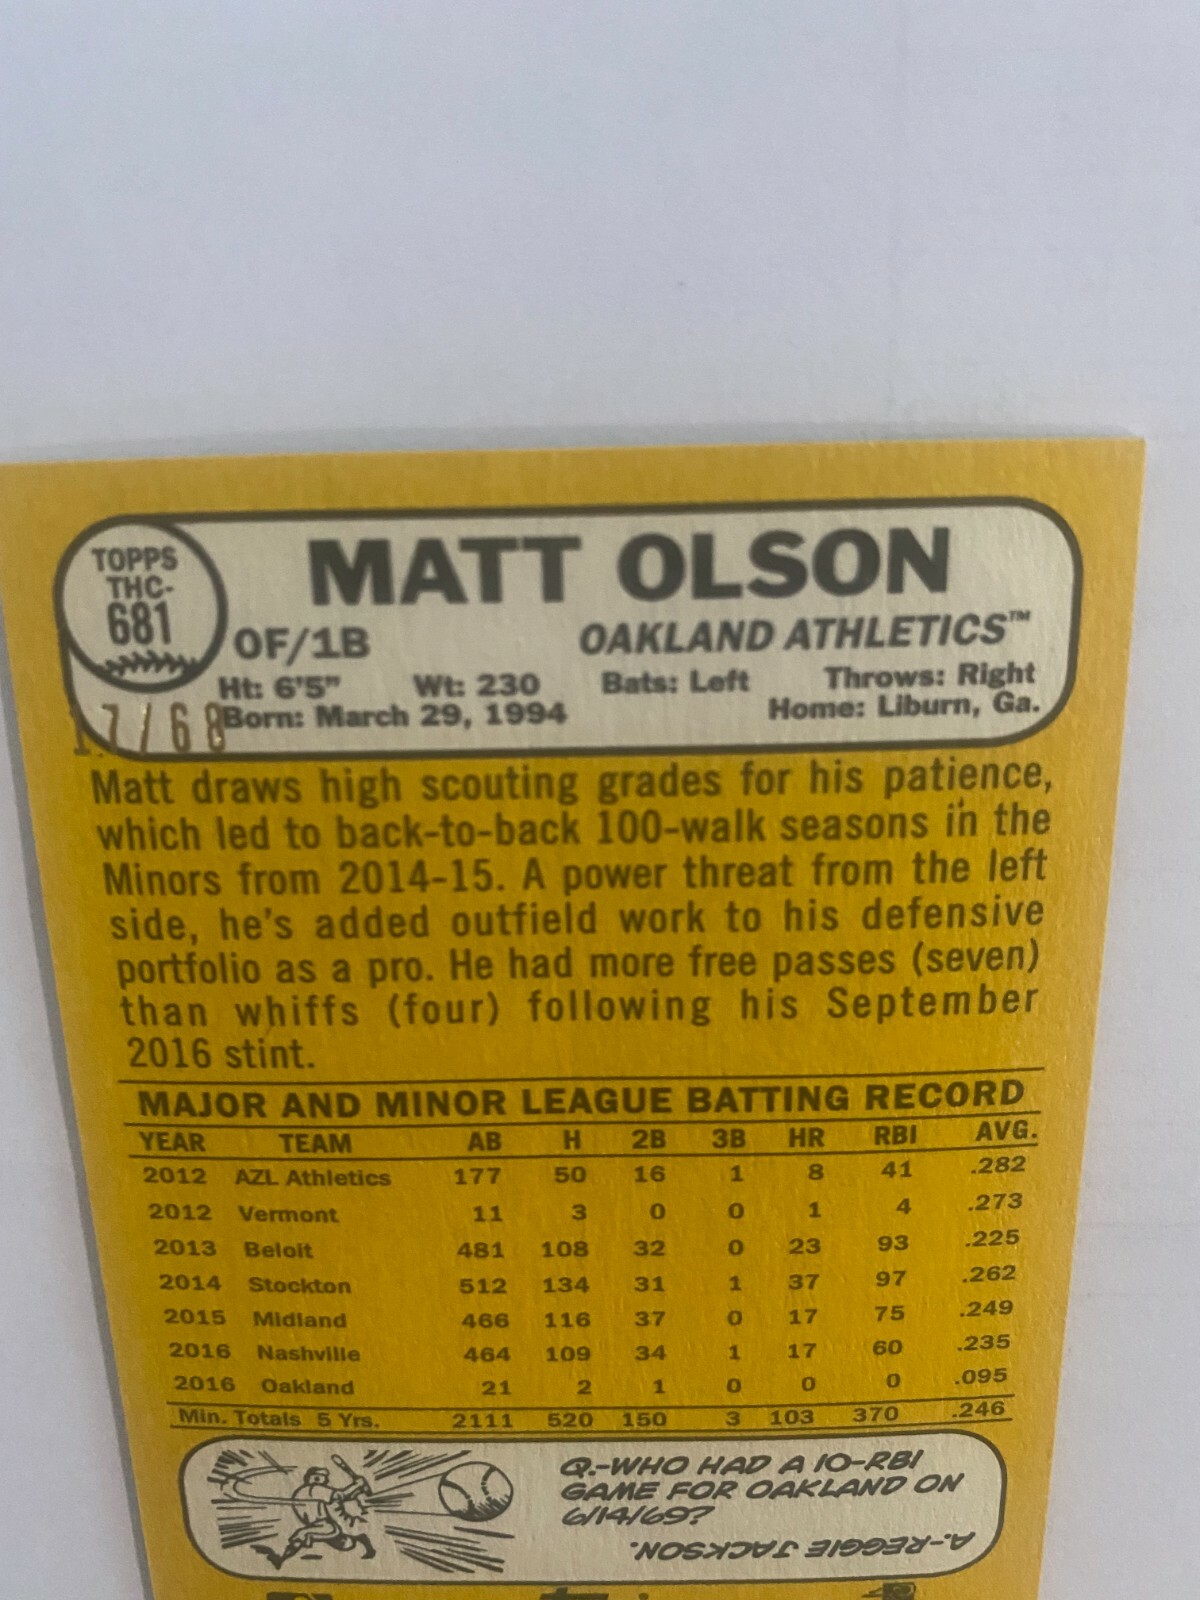 TOPPS
THC-
681
MATT OLSON
OF/1B OAKLAND ATHLETICS™
Ht: 6'5" Wt: 230 Bats: Left Throws: Right
Born: March 29, 1994 Home: Liburn, Ga.
17/68
Matt draws high scouting grades for his patience,
which led to back-to-back 100-walk seasons in the
Minors from 2014-15. A power threat from the left
side, he's added outfield work to his defensive
portfolio as a pro. He had more free passes (seven)
than whiffs (four) following his September
2016 stint.
MAJOR AND MINOR LEAGUE BATTING RECORD
YEAR TEAM AB H 2B 3B HR RBI AVG.
2012 AZL Athletics 177 50 16 1 8 41 .282
2012 Vermont 11 3 0 0 1 4 .273
2013 Beloit 481 108 32 0 23 93 .225
2014 Stockton 512 134 31 1 37 97 .262
2015 Midland 466 116 37 0 17 75 .249
2016 Nashville 464 109 34 1 17 60 .235
2016 Oakland 21 2 1 0 0 0 .095
Min. Totals 5 Yrs. 2111 520 150 3 103 370 .246
Q.-WHO HAD A 10-RBI
GAME FOR OAKLAND ON
6/14/69?
A.-REGGIE JACKSON.